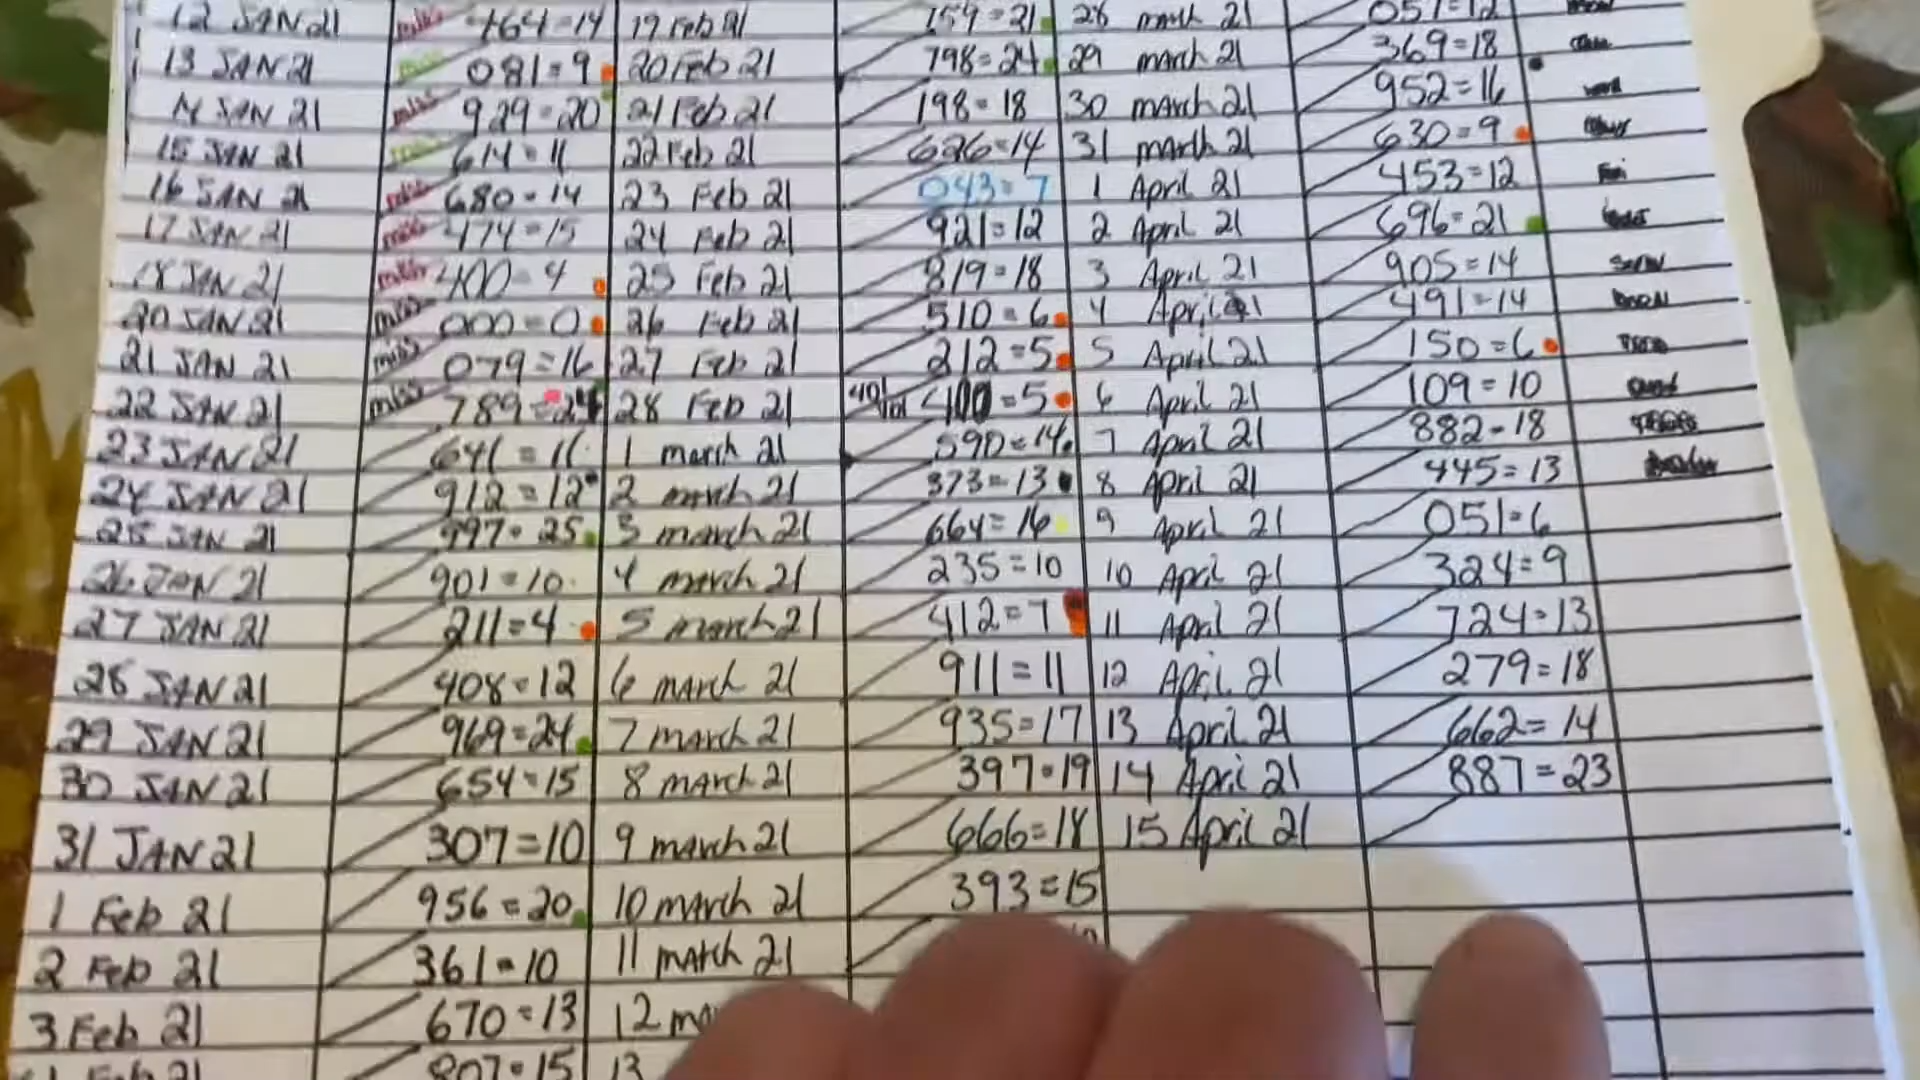 12 JAN 21 miss 464=14 19 Feb 21 159=21 28 march 21 051=12
13 JAN 21 miss 081=9 20 Feb 21 798=24 29 march 21 369=18
14 JAN 21 miss 929=20 21 Feb 21 198=18 30 march 21 952=16
15 JAN 21 miss 614=11 22 Feb 21 626=14 31 march 21 630=9
16 JAN 21 miss 680=14 23 Feb 21 043=7 1 April 21 453=12
17 JAN 21 miss 474=15 24 Feb 21 921=12 2 April 21 696=21
18 JAN 21 miss 400=4 25 Feb 21 819=18 3 April 21 905=14
20 JAN 21 miss 000=0 26 Feb 21 510=6 4 April 21 491=14
21 JAN 21 miss 079=16 27 Feb 21 212=5 5 April 21 150=6
22 JAN 21 miss 789=24 28 Feb 21 401 =5 6 April 21 109=10
23 JAN 21 641=11 1 march 21 590=14 7 April 21 882=18
24 JAN 21 912=12 2 march 21 373=13 8 April 21 445=13
25 JAN 21 997=25 3 march 21 664=16 9 April 21 051=6
26 JAN 21 901=10 4 march 21 235=10 10 April 21 324=9
27 JAN 21 211=4 5 march 21 412=7 11 April 21 724=13
28 JAN 21 408=12 6 march 21 911=11 12 April 21 279=18
29 JAN 21 969=24 7 march 21 935=17 13 April 21 662=14
30 JAN 21 654=15 8 march 21 397=19 14 April 21 887=23
31 JAN 21 307=10 9 march 21 666=18 15 April 21
1 Feb 21 956=20 10 march 21 393=15
2 Feb 21 361=10 11 march 21
3 Feb 21 670=13 12 ma
Feb 21 807=15 13